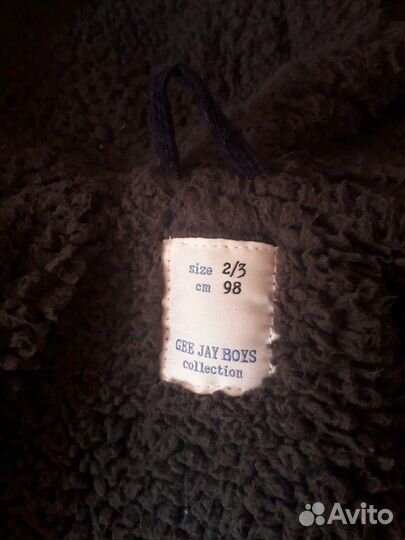 size 2/3
cm 98
GEE JAY BOYS
collection
Avito